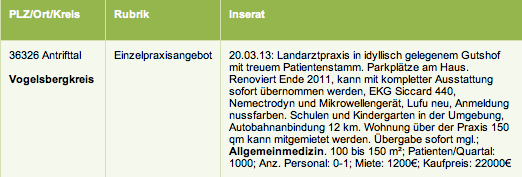 PLZ/Ort/Kreis Rubrik Inserat
36326 Antrifttal
Vogelsbergkreis
Einzelpraxisangebot
20.03.13: Landarztpraxis in idyllisch gelegenem Gutshof
mit treuem Patientenstamm. Parkplätze am Haus.
Renoviert Ende 2011, kann mit kompletter Ausstattung
sofort übernommen werden, EKG Siccard 440,
Nemectrodyn und Mikrowellengerät, Lufu neu, Anmeldung
nussfarben. Schulen und Kindergarten in der Umgebung,
Autobahnanbindung 12 km. Wohnung über der Praxis 150
qm kann mitgemietet werden. Übergabe sofort mgl.;
Allgemeinmedizin. 100 bis 150 m²; Patienten/Quartal:
1000; Anz. Personal: 0-1; Miete: 1200€; Kaufpreis: 22000€